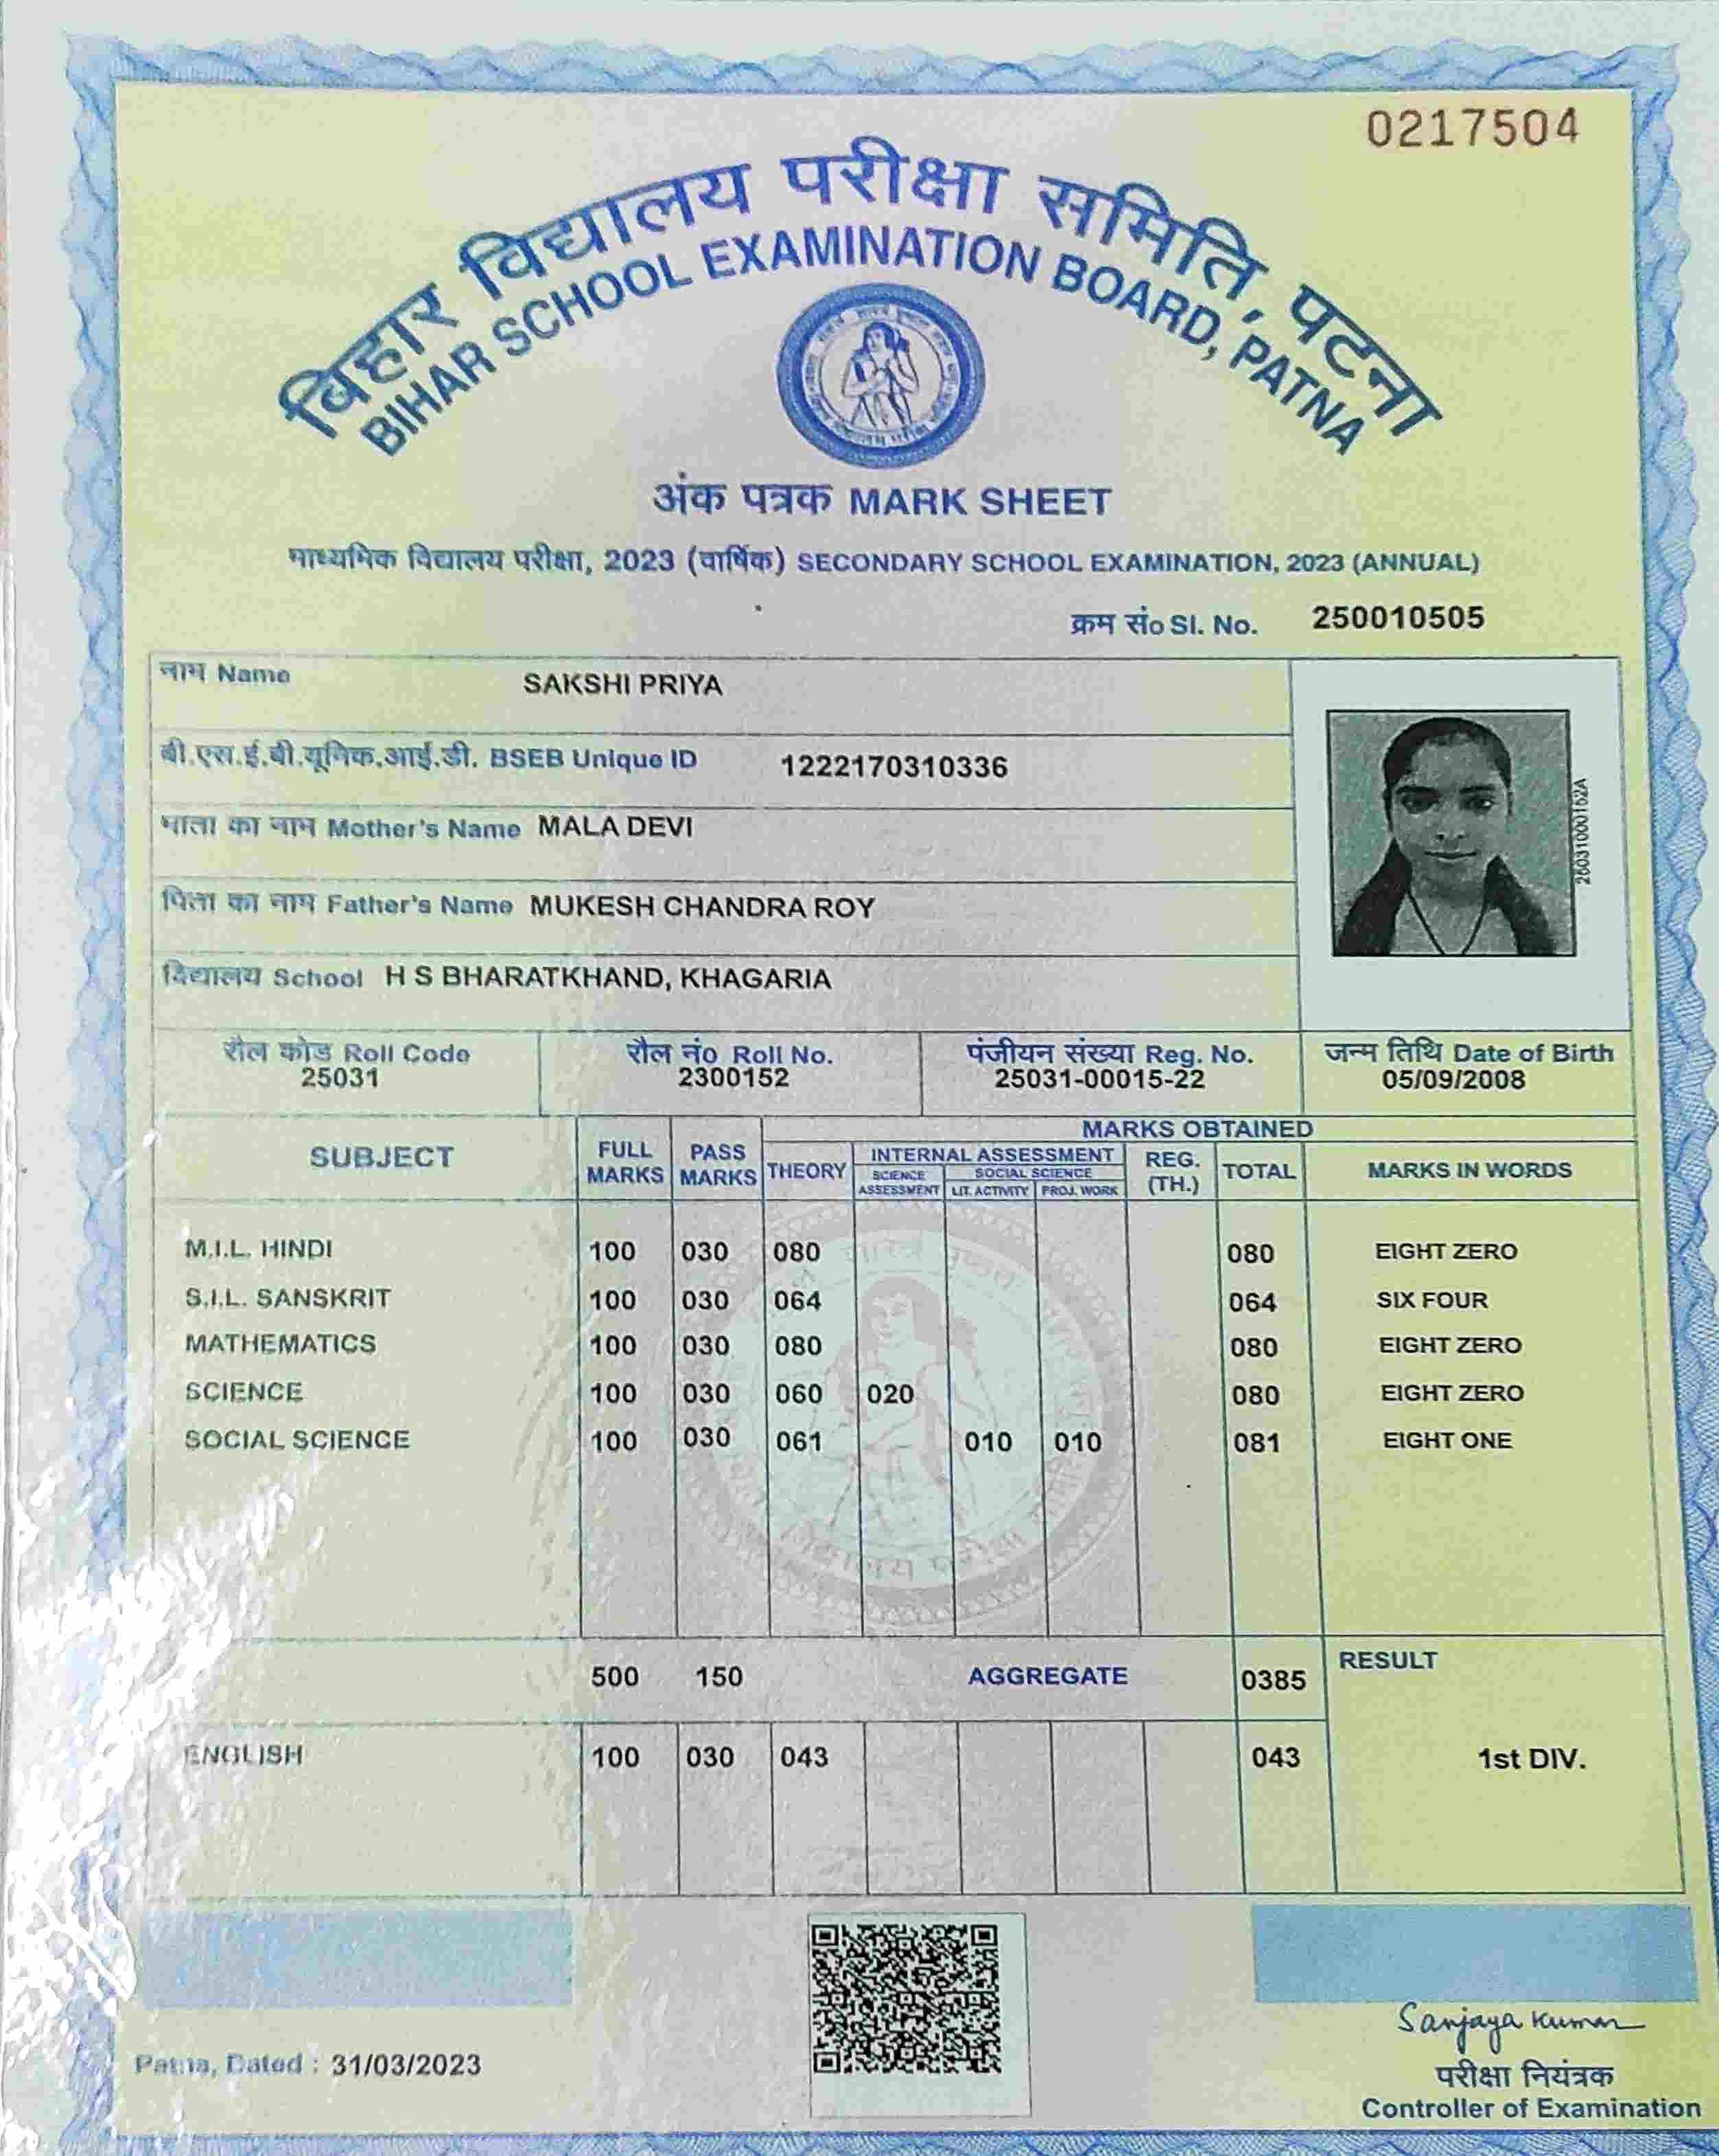 0217504
बिहार विद्यालय परीक्षा समिति, पटना
BIHAR SCHOOL EXAMINATION BOARD, PATNA
अंक पत्रक MARK SHEET
माध्यमिक विद्यालय परीक्षा, 2023 (वार्षिक) SECONDARY SCHOOL EXAMINATION, 2023 (ANNUAL)
क्रम सं० Sl. No. 250010505
नाम Name SAKSHI PRIYA
बी.एस.ई.बी.यूनिक.आई.डी. BSEB Unique ID 1222170310336
माता का नाम Mother's Name MALA DEVI
पिता का नाम Father's Name MUKESH CHANDRA ROY
विद्यालय School H S BHARATKHAND, KHAGARIA
रौल कोड Roll Code रौल नं० Roll No. पंजीयन संख्या Reg. No. जन्म तिथि Date of Birth
25031 2300152 25031-00015-22 05/09/2008
MARKS OBTAINED
SUBJECT FULL MARKS PASS MARKS THEORY INTERNAL ASSESSMENT REG. (TH.) TOTAL MARKS IN WORDS
SCIENCE ASSESSMENT SOCIAL SCIENCE
LIT. ACTIVITY PROJ. WORK
M.I.L. HINDI 100 030 080 080 EIGHT ZERO
S.I.L. SANSKRIT 100 030 064 064 SIX FOUR
MATHEMATICS 100 030 080 080 EIGHT ZERO
SCIENCE 100 030 060 020 080 EIGHT ZERO
SOCIAL SCIENCE 100 030 061 010 010 081 EIGHT ONE
500 150 AGGREGATE 0385 RESULT
ENGLISH 100 030 043 043 1st DIV.
Sanjaya Kumar
Patna, Dated : 31/03/2023
परीक्षा नियंत्रक
Controller of Examination